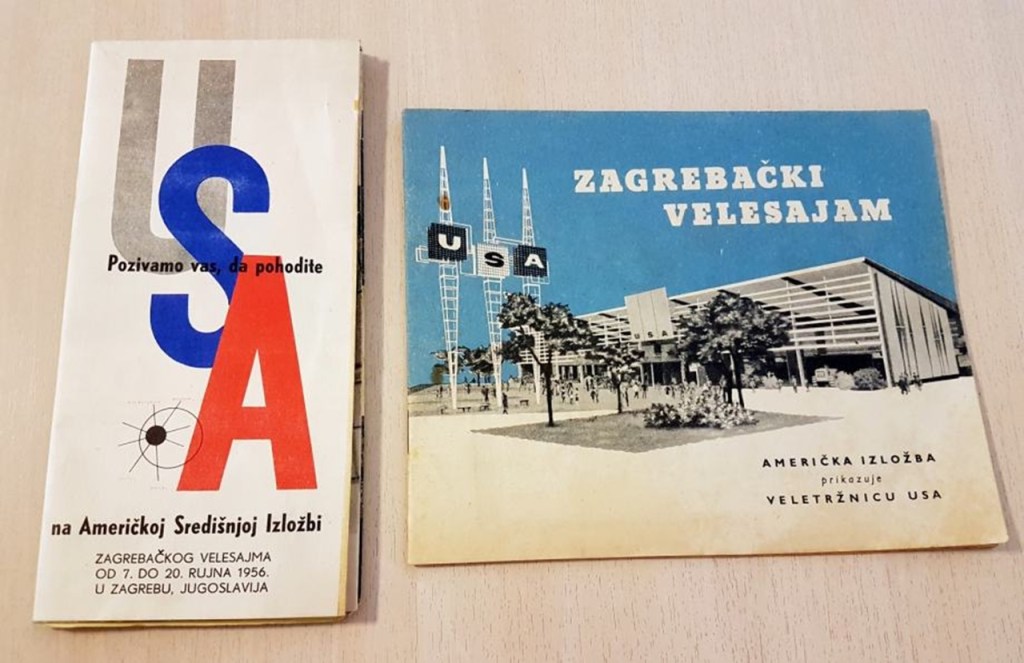 USA
Pozivamo vas, da pohodite
na Američkoj Središnjoj Izložbi
ZAGREBAČKOG VELESAJMA
OD 7. DO 20. RUJNA 1956.
U ZAGREBU, JUGOSLAVIJA
ZAGREBAČKI
VELESAJAM
USA
USA
AMERIČKA IZLOŽBA
prikazuje
VELETRŽNICU USA